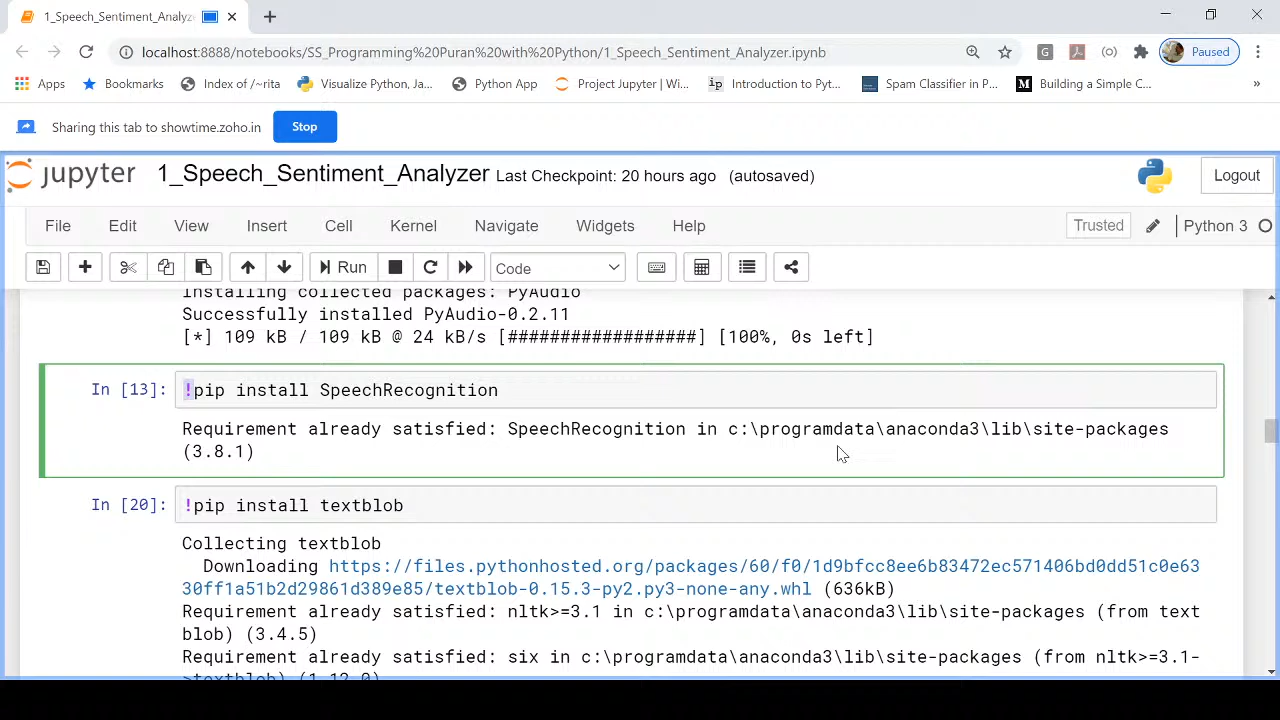 1_Speech_Sentiment_Analyz
localhost:8888/notebooks/SS_Programming%20Puran%20with%20Python/1_Speech_Sentiment_Analyzer.ipynb
Paused
Apps
Bookmarks
Index of /~rita
Visualize Python, Ja...
Python App
Project Jupyter | Wi...
ip
Introduction to Pyt...
Spam Classifier in P...
M
Building a Simple C...
»
Sharing this tab to showtime.zoho.in
Stop
jupyter
1_Speech_Sentiment_Analyzer
Last Checkpoint: 20 hours ago
(autosaved)
Logout
File
Edit
View
Insert
Cell
Kernel
Navigate
Widgets
Help
Trusted
Python 3
Run
Code
Installing collected packages: PyAudio
Successfully installed PyAudio-0.2.11
[*] 109 kB / 109 kB @ 24 kB/s [##################] [100%, 0s left]
In [13]:
!pip install SpeechRecognition
Requirement already satisfied: SpeechRecognition in c:\programdata\anaconda3\lib\site-packages
(3.8.1)
In [20]:
!pip install textblob
Collecting textblob
Downloading https://files.pythonhosted.org/packages/60/f0/1d9bfcc8ee6b83472ec571406bd0dd51c0e63
30ff1a51b2d29861d389e85/textblob-0.15.3-py2.py3-none-any.whl (636kB)
Requirement already satisfied: nltk>=3.1 in c:\programdata\anaconda3\lib\site-packages (from text
blob) (3.4.5)
Requirement already satisfied: six in c:\programdata\anaconda3\lib\site-packages (from nltk>=3.1-
>textblob) (1.12.0)